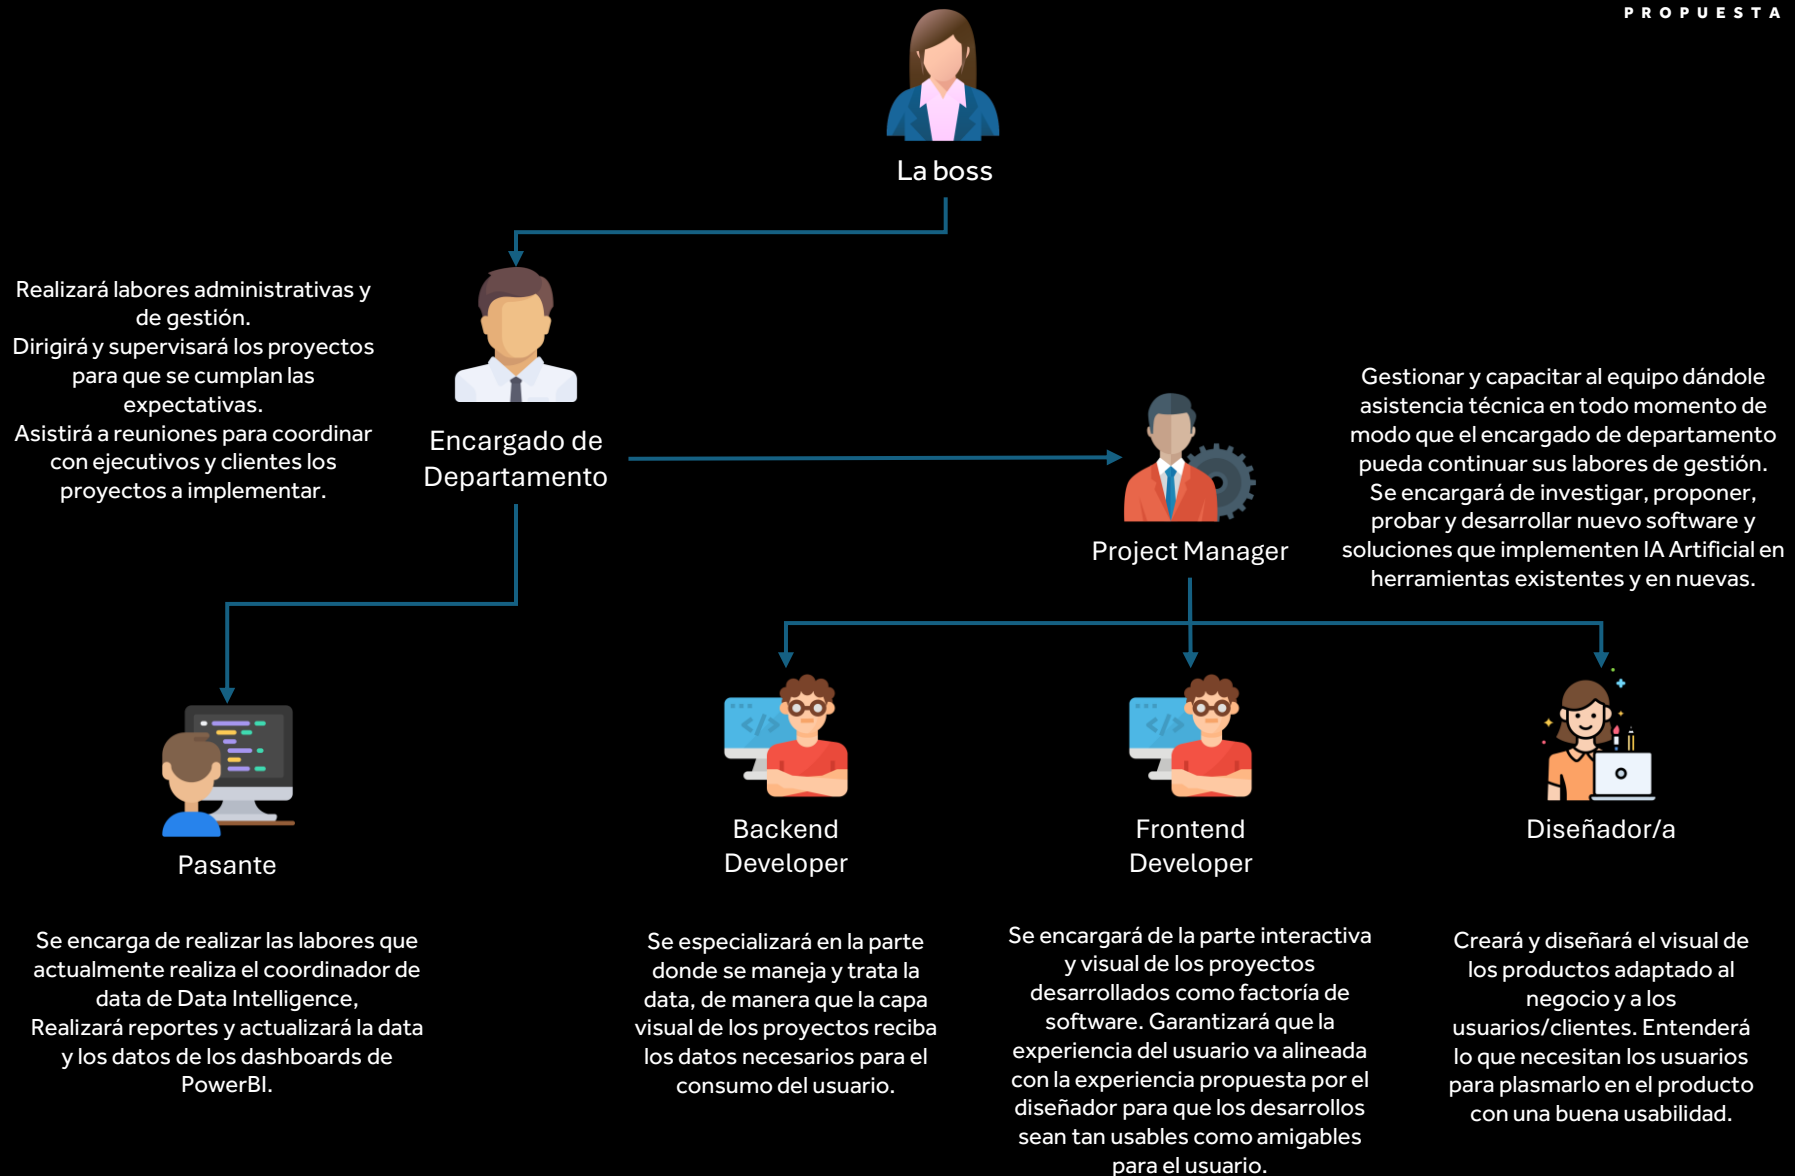 PROPUESTA
La boss
Realizará labores administrativas y
de gestión.
Dirigirá y supervisará los proyectos
para que se cumplan las
expectativas.
Asistirá a reuniones para coordinar
con ejecutivos y clientes los
proyectos a implementar.
Encargado de
Departamento
Gestionar y capacitar al equipo dándole
asistencia técnica en todo momento de
modo que el encargado de departamento
pueda continuar sus labores de gestión.
Se encargará de investigar, proponer,
probar y desarrollar nuevo software y
soluciones que implementen IA Artificial en
herramientas existentes y en nuevas.
Project Manager
Pasante
Se encarga de realizar las labores que
actualmente realiza el coordinador de
data de Data Intelligence,
Realizará reportes y actualizará la data
y los datos de los dashboards de
PowerBI.
Backend
Developer
Se especializará en la parte
donde se maneja y trata la
data, de manera que la capa
visual de los proyectos reciba
los datos necesarios para el
consumo del usuario.
Frontend
Developer
Se encargará de la parte interactiva
y visual de los proyectos
desarrollados como factoría de
software. Garantizará que la
experiencia del usuario va alineada
con la experiencia propuesta por el
diseñador para que los desarrollos
sean tan usables como amigables
para el usuario.
Diseñador/a
Creará y diseñará el visual de
los productos adaptado al
negocio y a los
usuarios/clientes. Entenderá
lo que necesitan los usuarios
para plasmarlo en el producto
con una buena usabilidad.